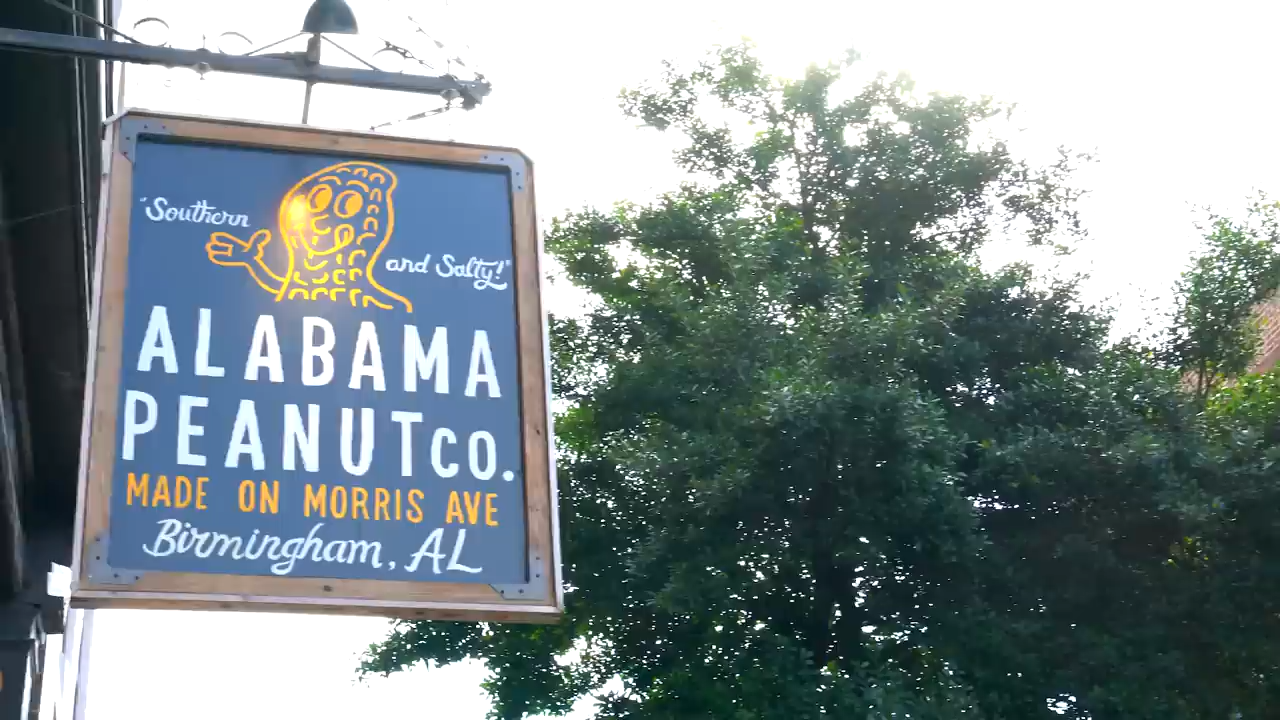 "Southern
and Salty!"
ALABAMA
PEANUT CO.
MADE ON MORRIS AVE
Birmingham, AL